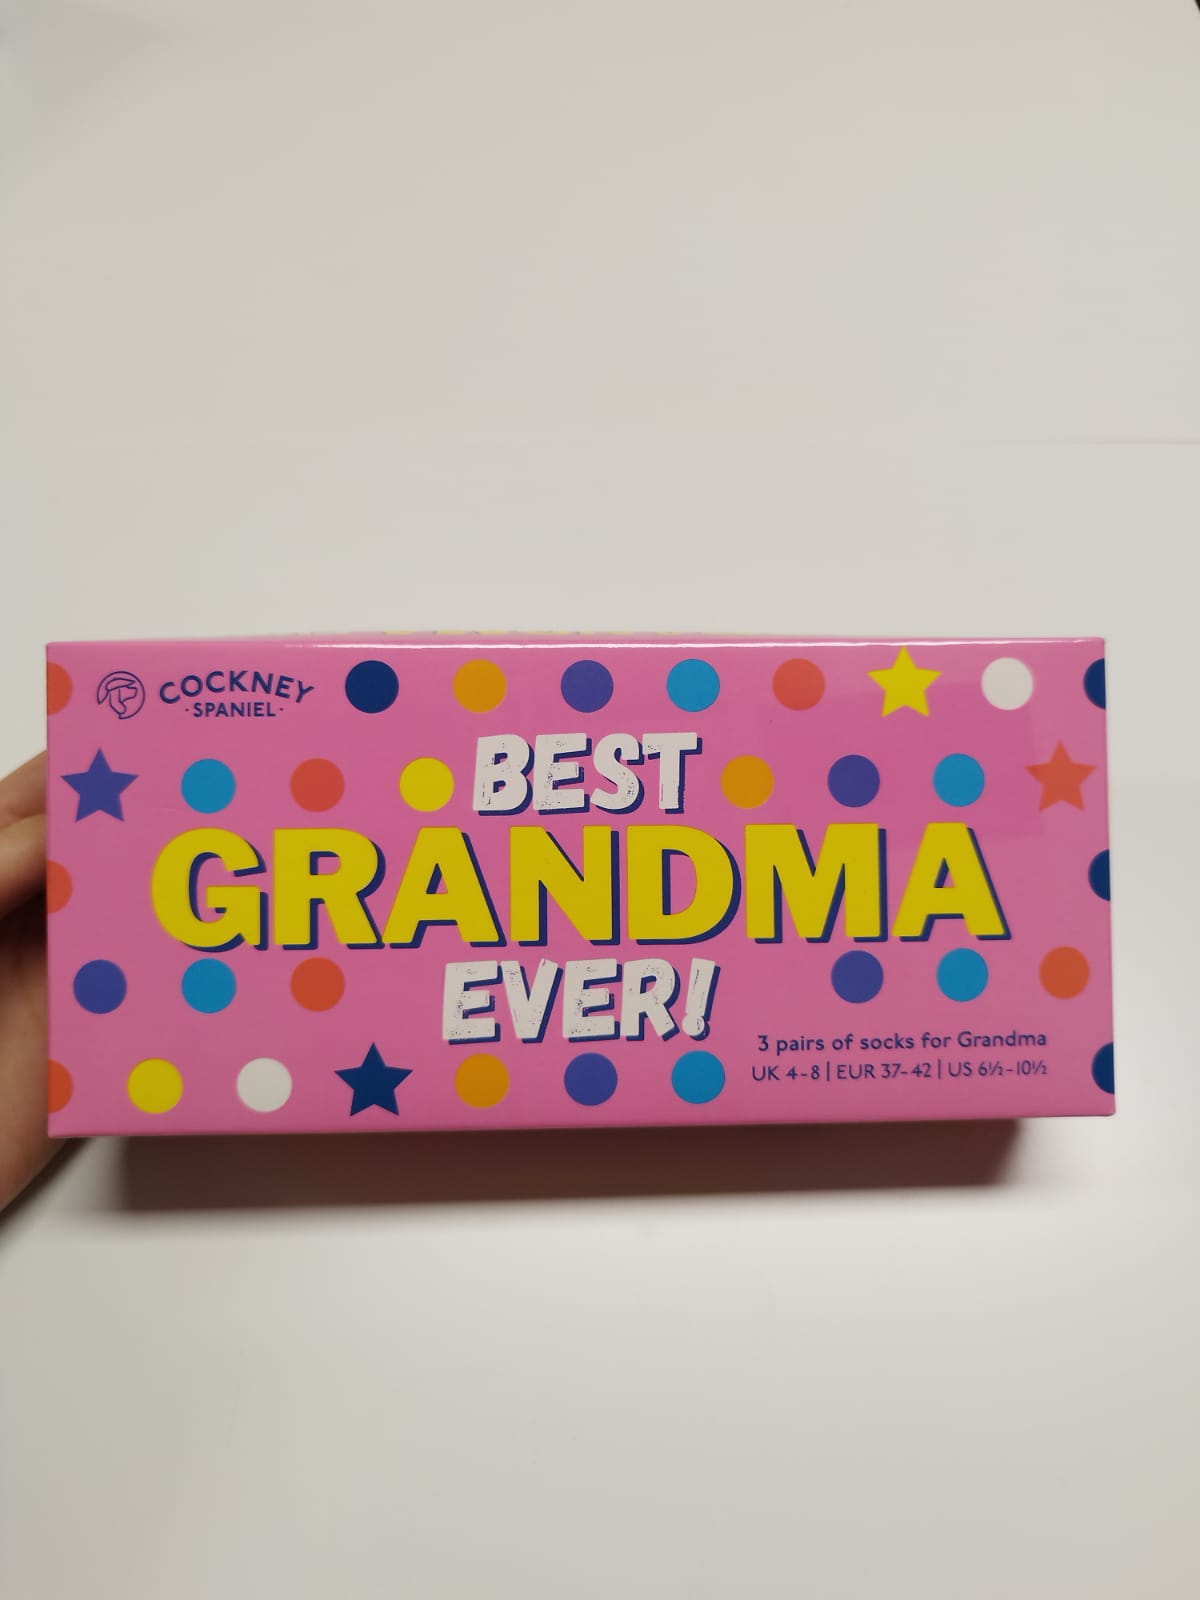 COCKNEY
·SPANIEL·
BEST
GRANDMA
EVER!
3 pairs of socks for Grandma
UK 4-8 | EUR 37-42 | US 6½-10½